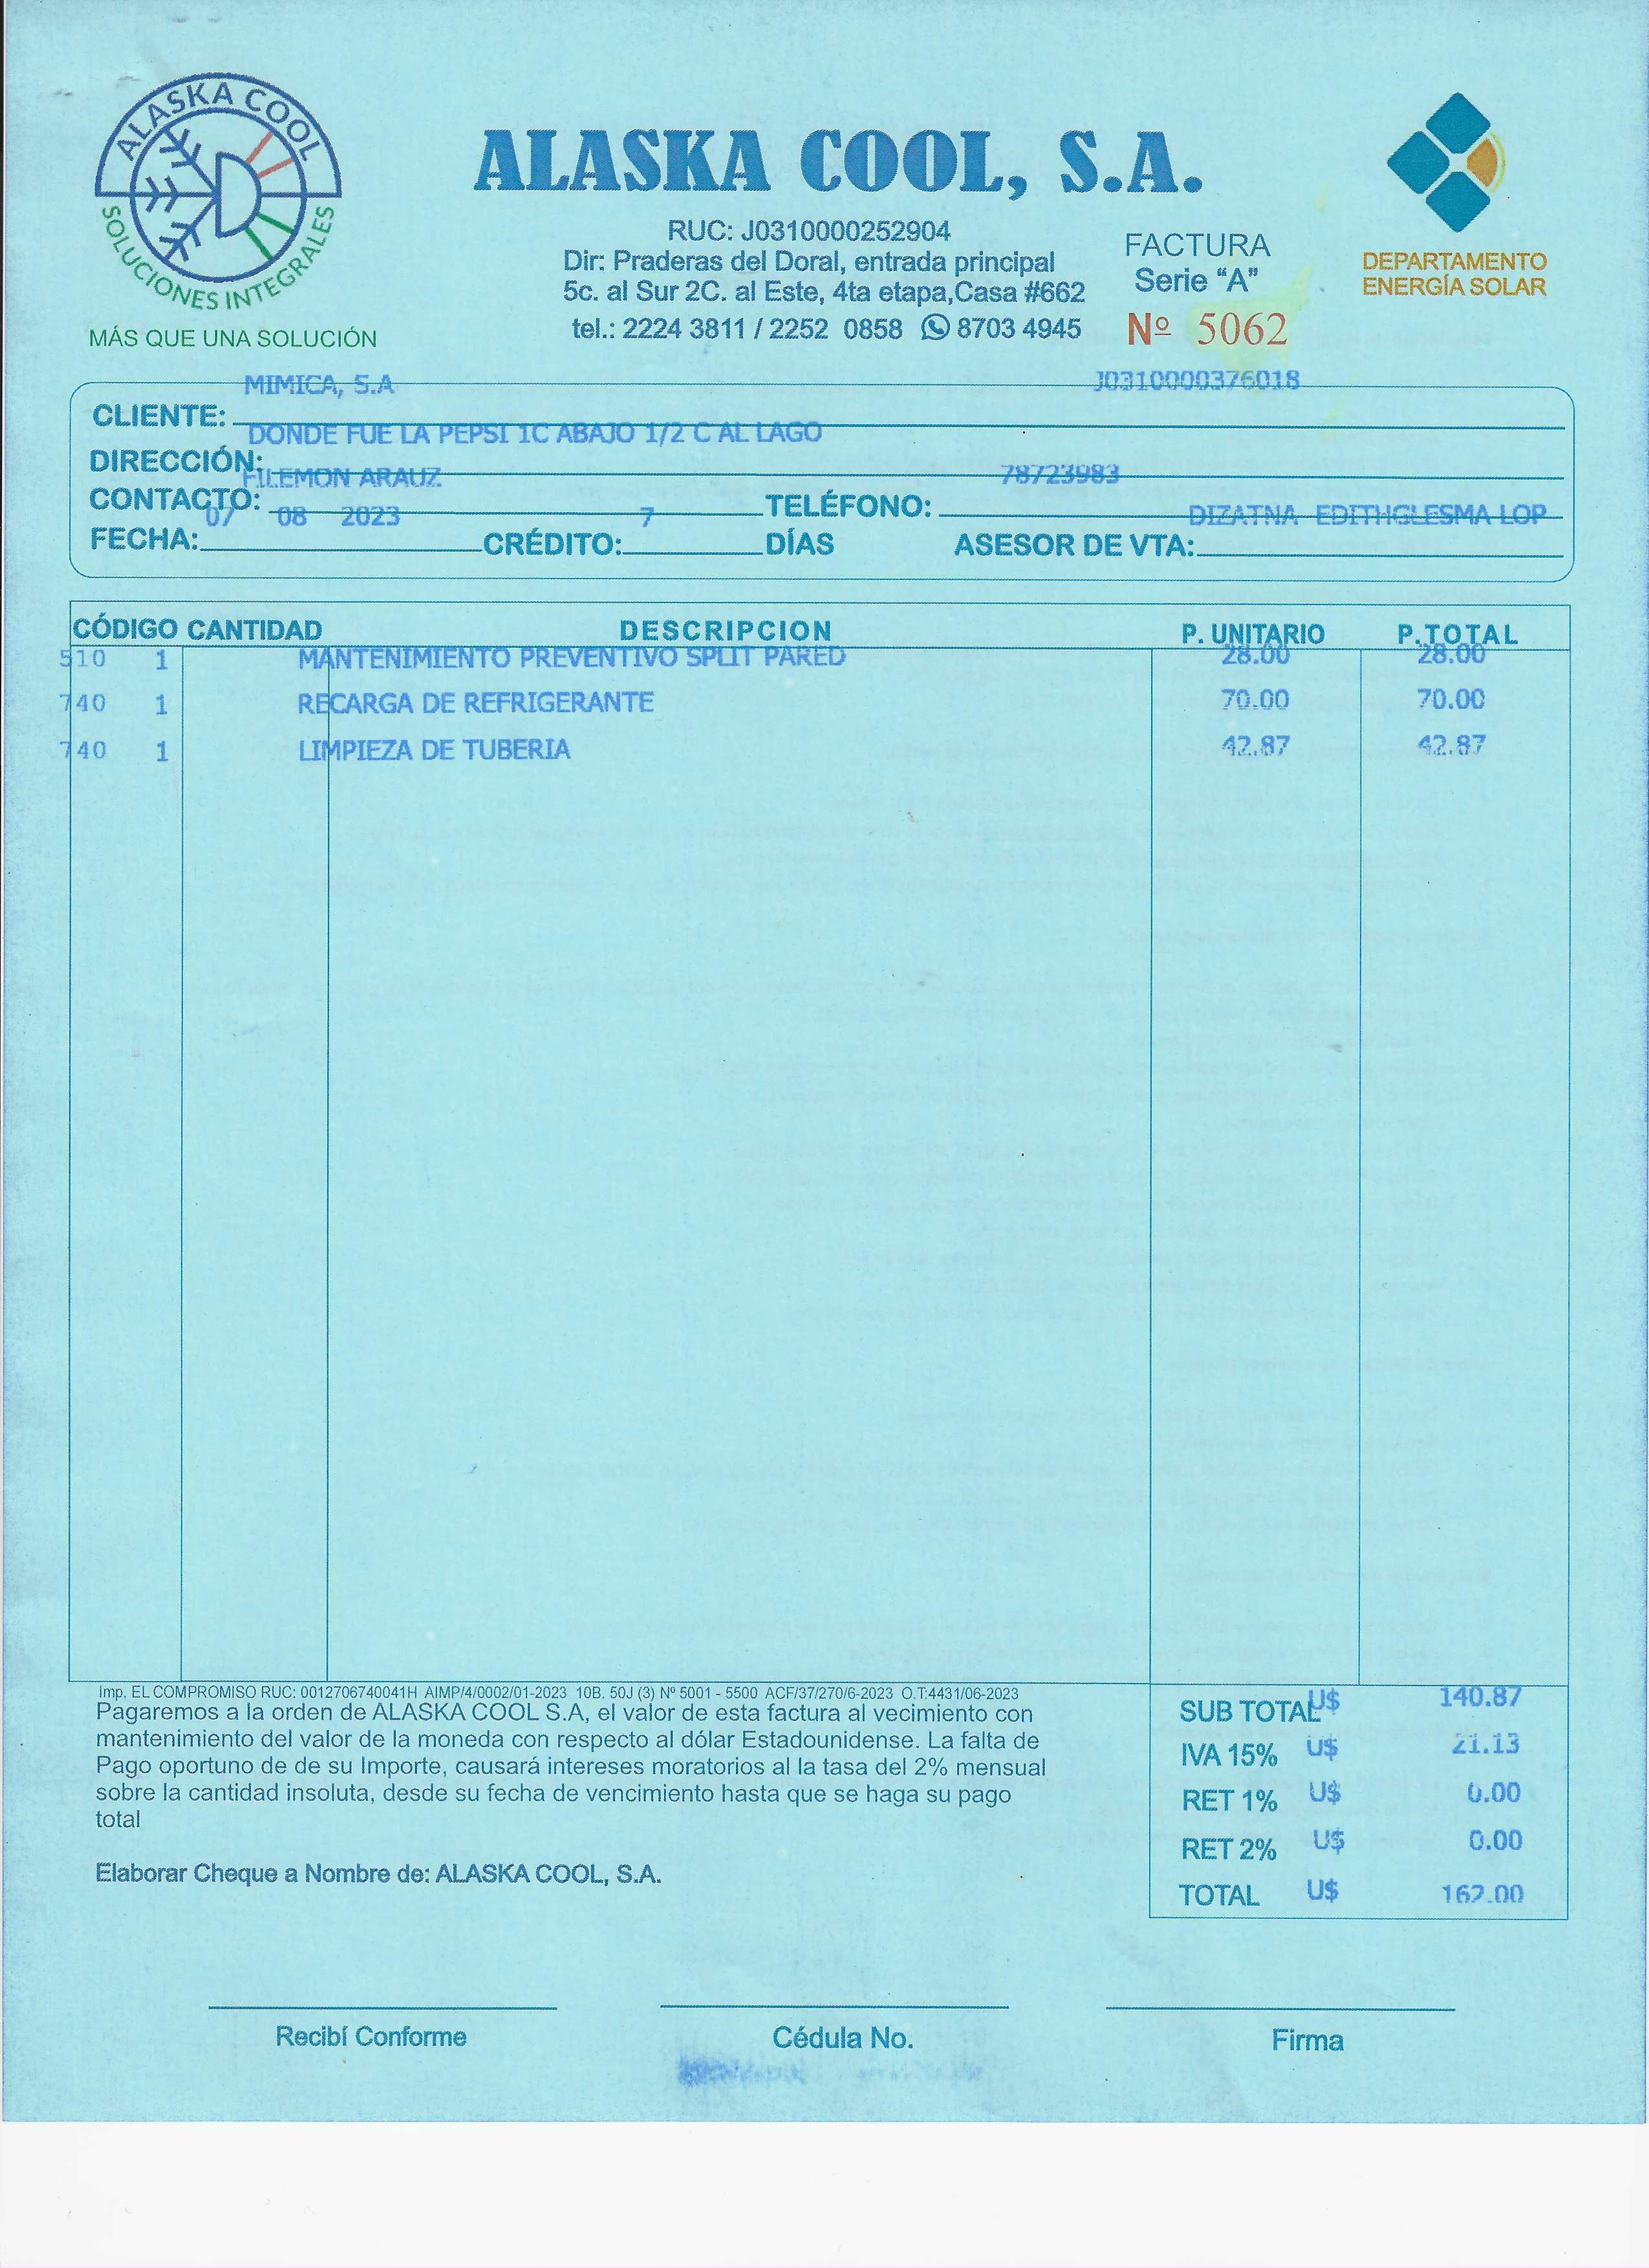 ALASKA COOL
SOLUCIONES INTEGRALES
MÁS QUE UNA SOLUCIÓN
ALASKA COOL, S.A.
RUC: J0310000252904
Dir: Praderas del Doral, entrada principal
5c. al Sur 2C. al Este, 4ta etapa,Casa #662
tel.: 2224 3811 / 2252 0858 8703 4945
FACTURA
Serie “A”
Nº 5062
DEPARTAMENTO
ENERGÍA SOLAR
CLIENTE: MIMICA, S.A J0310000376018
DIRECCIÓN: DONDE FUE LA PEPSI 1C ABAJO 1/2 C AL LAGO
CONTACTO: FILEMON ARAUZ TELÉFONO: 78723983
FECHA: 07 08 2023 CRÉDITO: 7 DÍAS ASESOR DE VTA: DIZATNA EDITHGLESMA LOP
CÓDIGO CANTIDAD DESCRIPCION P. UNITARIO P.TOTAL
510 1 MANTENIMIENTO PREVENTIVO SPLIT PARED 28.00 28.00
740 1 RECARGA DE REFRIGERANTE 70.00 70.00
740 1 LIMPIEZA DE TUBERIA 42.87 42.87
Imp. EL COMPROMISO RUC: 0012706740041H AIMP/4/0002/01-2023 10B. 50J (3) Nº 5001 - 5500 ACF/37/270/6-2023 O.T:4431/06-2023
Pagaremos a la orden de ALASKA COOL S.A, el valor de esta factura al vecimiento con
mantenimiento del valor de la moneda con respecto al dólar Estadounidense. La falta de
Pago oportuno de de su Importe, causará intereses moratorios al la tasa del 2% mensual
sobre la cantidad insoluta, desde su fecha de vencimiento hasta que se haga su pago
total
Elaborar Cheque a Nombre de: ALASKA COOL, S.A.
SUB TOTAL U$ 140.87
IVA 15% U$ 21.13
RET 1% U$ 0.00
RET 2% U$ 0.00
TOTAL U$ 162.00
Recibí Conforme
Cédula No.
Firma